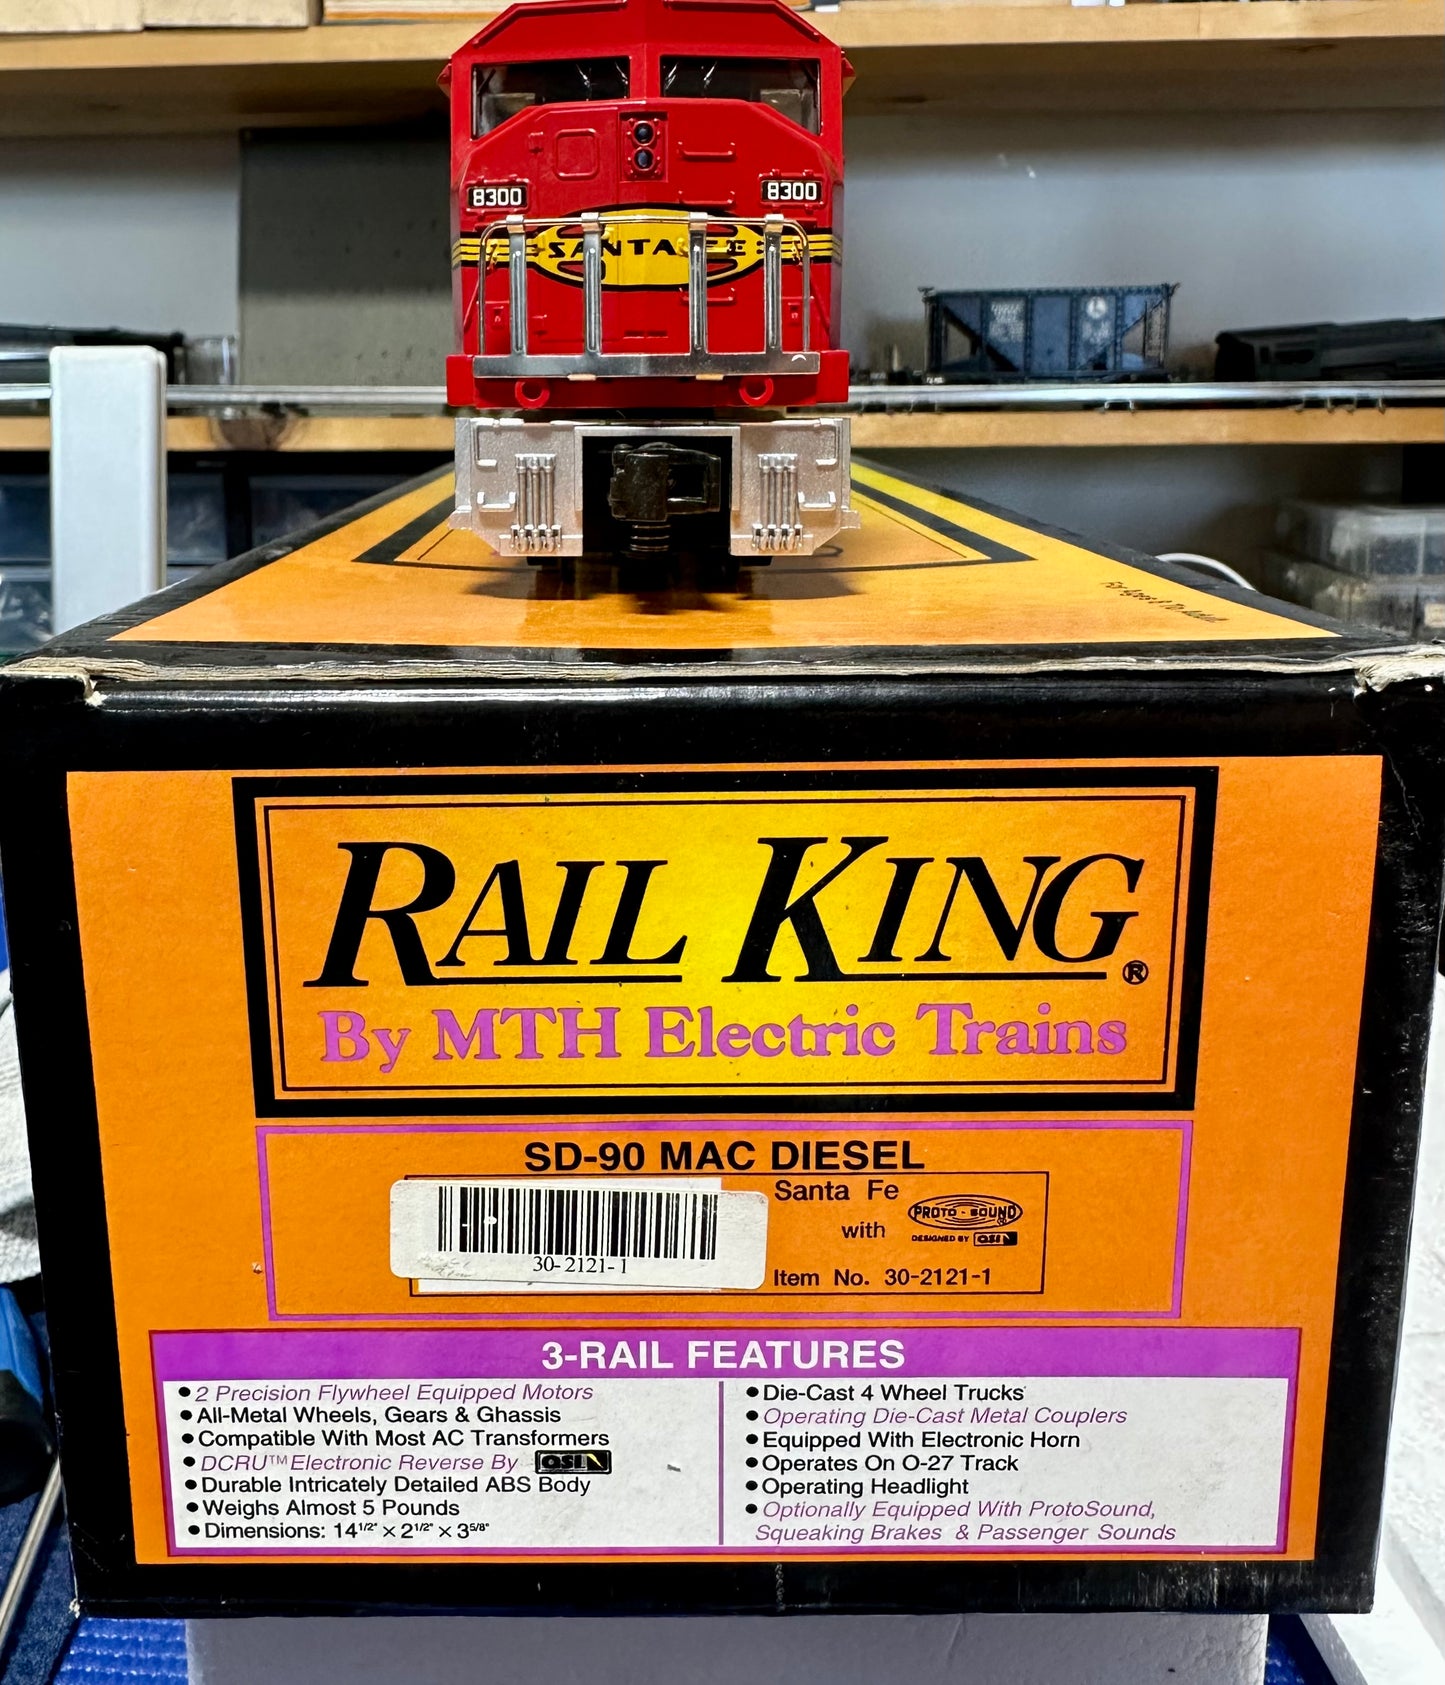 8300
8300
SANTA FE
For Ages 8 To Adult
RAIL KING®
By MTH Electric Trains
SD-90 MAC DIESEL
Santa Fe
with
PROTO-SOUND®
DESIGNED BY QSI
30-2121-1
Item No. 30-2121-1
3-RAIL FEATURES
• 2 Precision Flywheel Equipped Motors
• All-Metal Wheels, Gears & Ghassis
• Compatible With Most AC Transformers
• DCRU™ Electronic Reverse By QSI
• Durable Intricately Detailed ABS Body
• Weighs Almost 5 Pounds
• Dimensions: 14 1/2" × 2 1/2" × 3 5/8"
• Die-Cast 4 Wheel Trucks
• Operating Die-Cast Metal Couplers
• Equipped With Electronic Horn
• Operates On O-27 Track
• Operating Headlight
• Optionally Equipped With ProtoSound,
Squeaking Brakes & Passenger Sounds